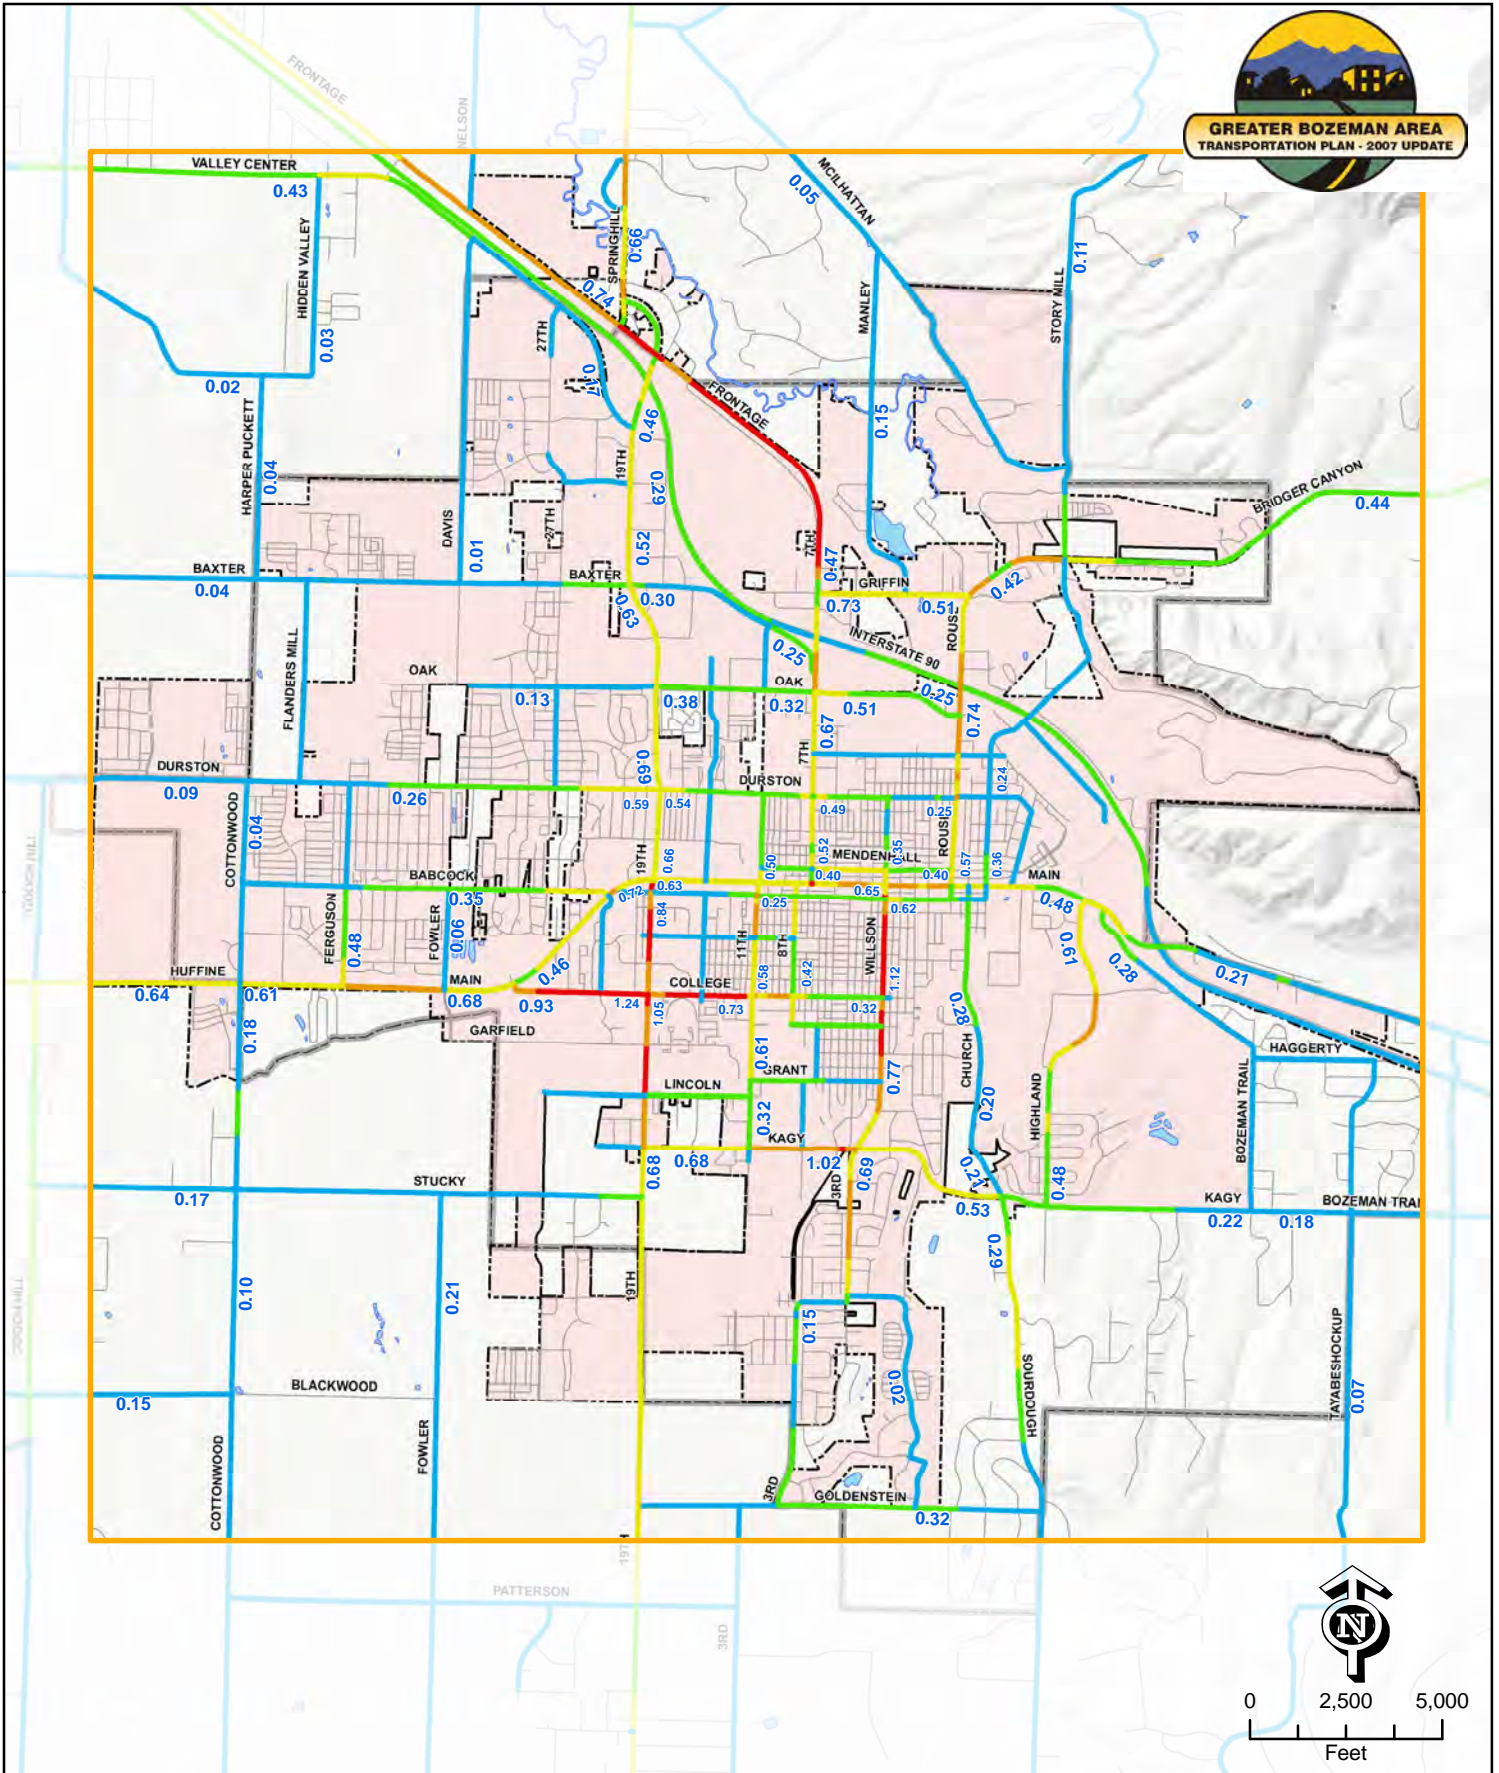 GREATER BOZEMAN AREA
TRANSPORTATION PLAN - 2007 UPDATE
FRONTAGE
NELSON
VALLEY CENTER
0.43
HIDDEN VALLEY
0.03
0.02
SPRINGHILL
0.66
0.74
MCILHATTAN
0.05
MANLEY
0.15
STORY MILL
0.11
27TH
0.17
FRONTAGE
0.46
19TH
0.29
HARPER PUCKETT
0.04
DAVIS
0.01
27TH
0.52
7TH
0.47
BRIDGER CANYON
0.44
BAXTER
0.04
BAXTER
0.30
0.63
GRIFFIN
0.73
0.51
0.42
ROUSE
INTERSTATE 90
0.25
0.25
FLANDERS MILL
OAK
0.13
0.38
OAK
0.32
0.51
0.67
7TH
0.74
0.69
DURSTON
0.09
0.26
DURSTON
0.59
0.54
0.49
0.25
0.24
COTTONWOOD
0.04
19TH
0.66
0.50
0.52
MENDENHALL
0.35
ROUSE
0.57
0.36
BABCOCK
0.35
0.72
0.63
0.40
0.65
0.40
MAIN
0.48
0.25
0.62
0.84
FERGUSON
0.48
FOWLER
0.06
0.46
11TH
8TH
0.58
0.42
WILLSON
1.12
0.61
0.28
0.21
HUFFINE
0.64
0.61
MAIN
0.68
0.93
COLLEGE
1.24
0.73
0.32
1.05
0.18
GARFIELD
0.61
GRANT
0.77
0.28
CHURCH
0.20
HIGHLAND
HAGGERTY
BOZEMAN TRAIL
LINCOLN
0.32
KAGY
0.68
0.68
1.02
0.69
3RD
0.21
0.53
0.48
KAGY
0.22
0.18
BOZEMAN TRAI
STUCKY
0.17
0.10
0.21
19TH
0.15
0.02
0.29
SOURDOUGH
TAYABESHOCKUP
0.07
BLACKWOOD
0.15
COTTONWOOD
FOWLER
3RD
GOLDENSTEIN
0.32
19TH
PATTERSON
3RD
N
0 2,500 5,000
Feet